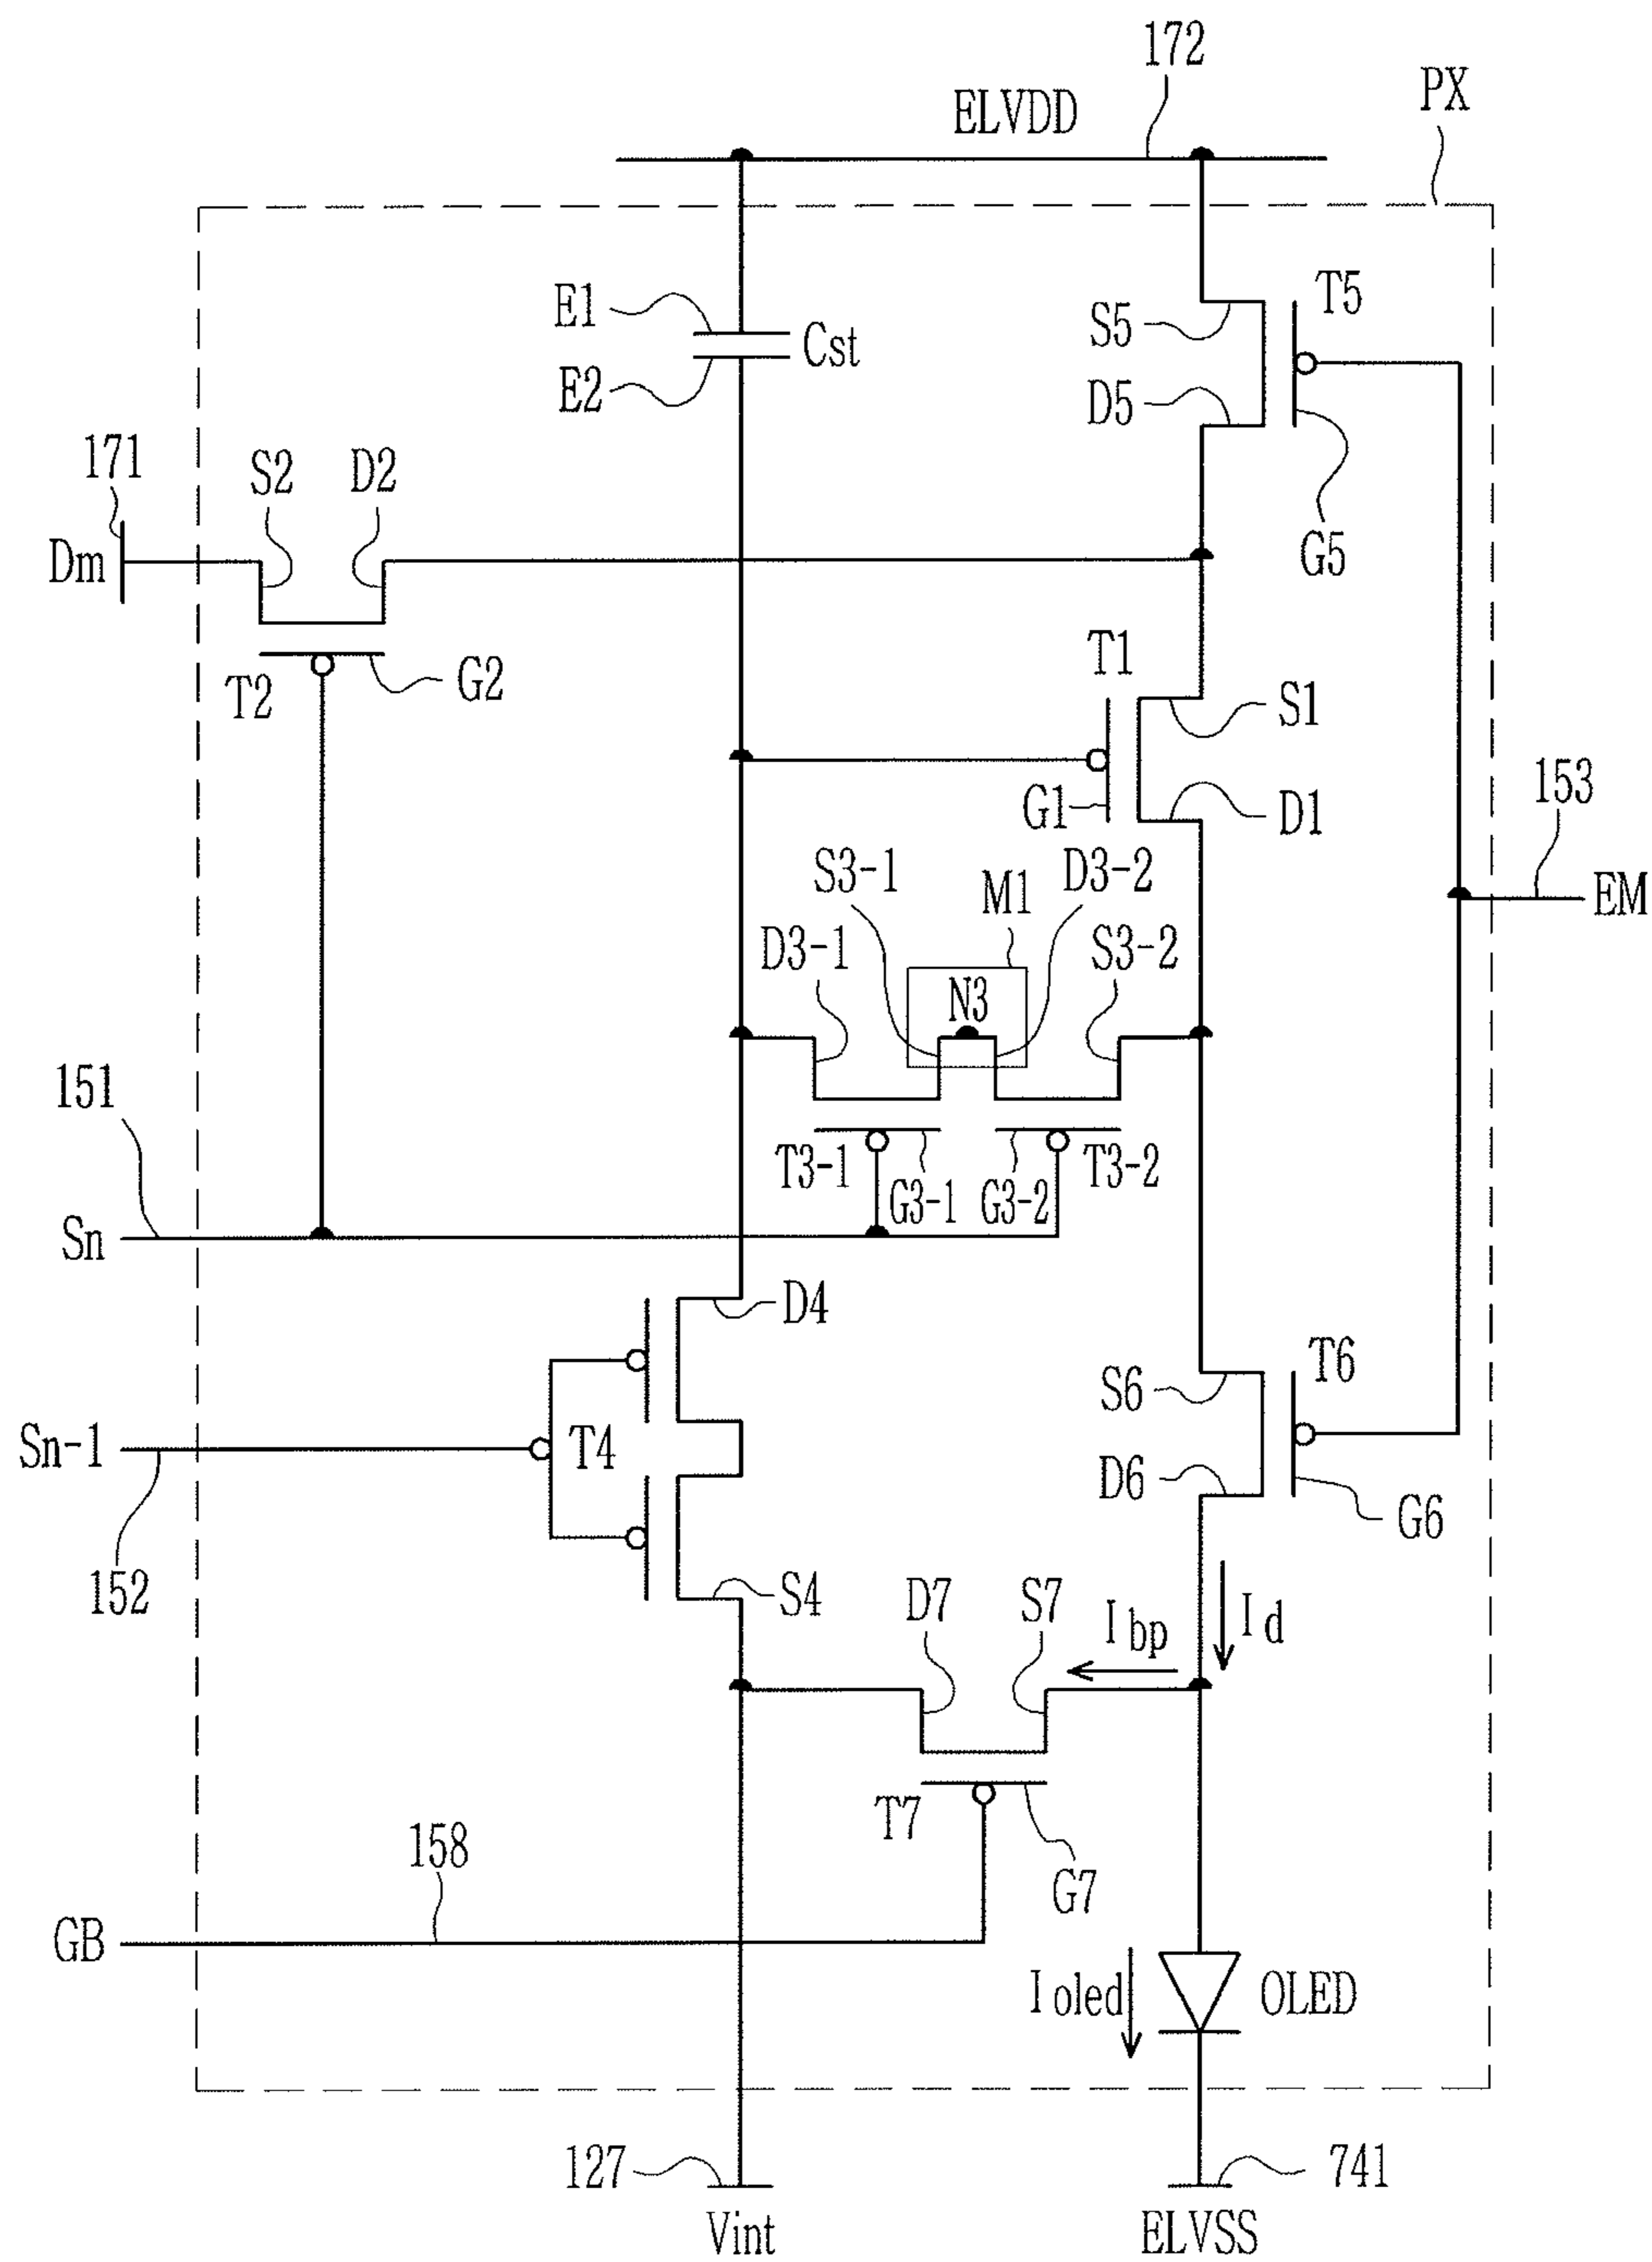 172
ELVDD
PX
E1
Cst
E2
S5
T5
D5
G5
171
S2
D2
Dm
T2
G2
T1
S1
G1
D1
153
EM
S3-1
M1
D3-2
D3-1
N3
S3-2
151
T3-1
G3-1
G3-2
T3-2
Sn
D4
T6
S6
Sn-1
T4
D6
G6
152
S4
D7
S7
Ibp
Id
T7
G7
158
GB
Ioled
OLED
127
741
Vint
ELVSS